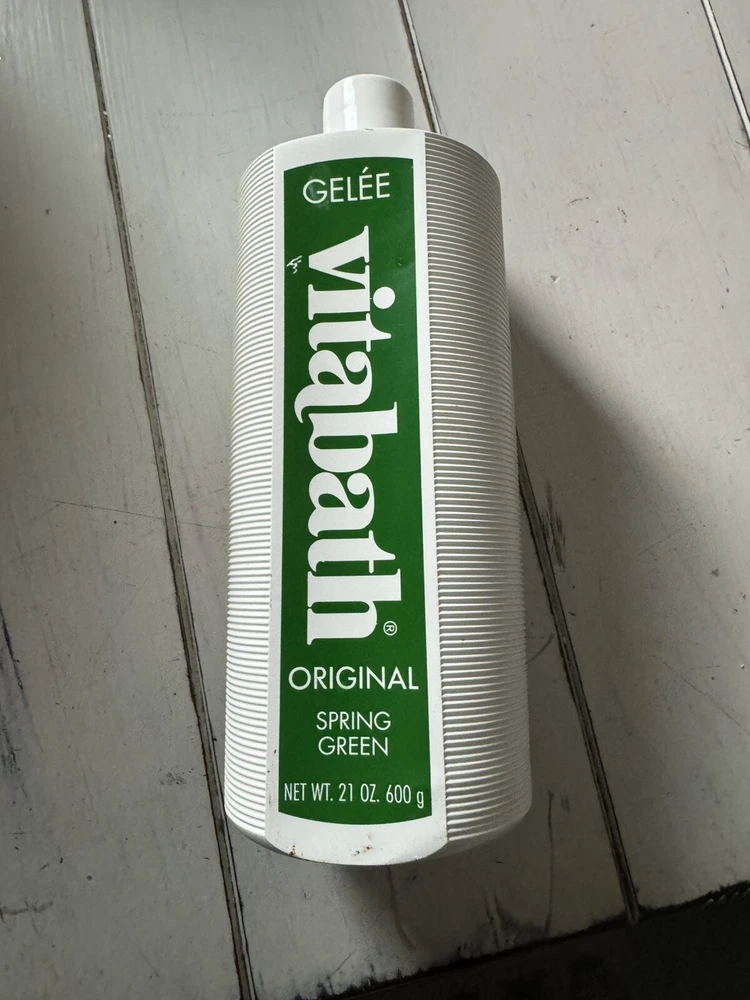 GELÉE
vitabath®
ORIGINAL
SPRING
GREEN
NET WT. 21 OZ. 600 g